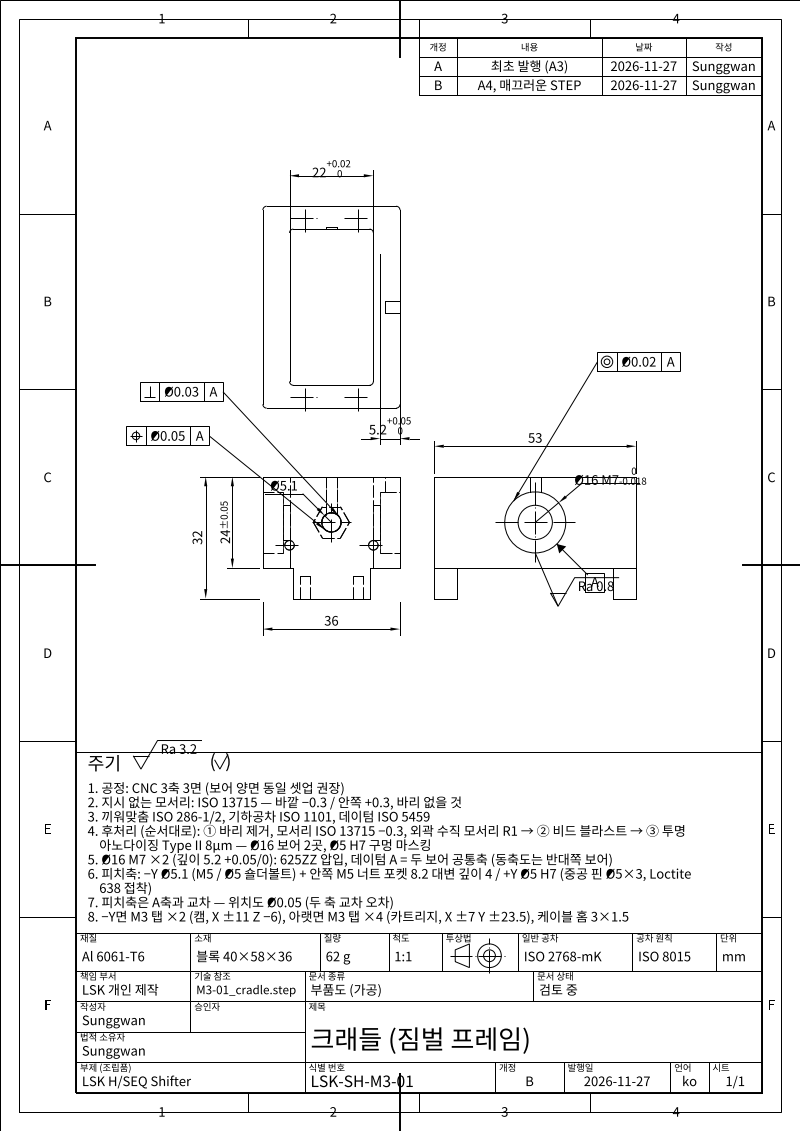 1 2 3 4
개정 내용 날짜 작성
A 최초 발행 (A3) 2026-11-27 Sunggwan
B A4, 매끄러운 STEP 2026-11-27 Sunggwan
A A
22 +0.02 0
B B
⌖ ⌀0.02 A
⊥ ⌀0.03 A
5.2 +0.05 0
⌖ ⌀0.05 A
53
C C
⌀5.1
⌀16 M7 0 -0.018
32
24±0.05
A
Ra 0.8
36
D D
주기 Ra 3.2 (√)
1. 공정: CNC 3축 3면 (보어 양면 동일 셋업 권장)
2. 지시 없는 모서리: ISO 13715 — 바깥 −0.3 / 안쪽 +0.3, 바리 없을 것
3. 끼워맞춤 ISO 286-1/2, 기하공차 ISO 1101, 데이텀 ISO 5459
4. 후처리 (순서대로): ① 바리 제거, 모서리 ISO 13715 −0.3, 외곽 수직 모서리 R1 → ② 비드 블라스트 → ③ 투명
아노다이징 Type II 8µm — ⌀16 보어 2곳, ⌀5 H7 구멍 마스킹
5. ⌀16 M7 ×2 (깊이 5.2 +0.05/0): 625ZZ 압입, 데이텀 A = 두 보어 공통축 (동축도는 반대쪽 보어)
6. 피치축: −Y ⌀5.1 (M5 / ⌀5 숄더볼트) + 안쪽 M5 너트 포켓 8.2 대변 깊이 4 / +Y ⌀5 H7 (중공 핀 ⌀5×3, Loctite
638 접착)
7. 피치축은 A축과 교차 — 위치도 ⌀0.05 (두 축 교차 오차)
8. −Y면 M3 탭 ×2 (캠, X ±11 Z −6), 아랫면 M3 탭 ×4 (카트리지, X ±7 Y ±23.5), 케이블 홈 3×1.5
E E
재질 소재 질량 척도 투상법 일반 공차 공차 원칙 단위
Al 6061-T6 블록 40×58×36 62 g 1:1 ISO 2768-mK ISO 8015 mm
책임 부서 기술 참조 문서 종류 문서 상태
LSK 개인 제작 M3-01_cradle.step 부품도 (가공) 검토 중
F F
작성자 승인자 제목
Sunggwan
크래들 (짐벌 프레임)
법적 소유자
Sunggwan
부제 (조립품) 식별 번호 개정 발행일 언어 시트
LSK H/SEQ Shifter LSK-SH-M3-01 B 2026-11-27 ko 1/1
1 2 3 4